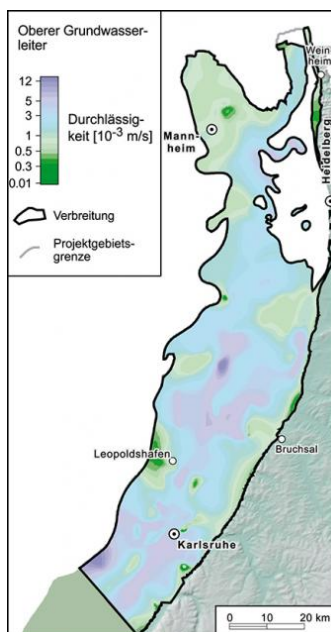 Oberer Grundwasser-
leiter
12
5
3
1
0.5
0.3
0.01
Durchlässig-
keit [10⁻³ m/s]
Verbreitung
Projektgebiets-
grenze
Wein
heim
Mann-
heim
Heidelberg
Leopoldshafen
Bruchsal
Karlsruhe
0 10 20 km